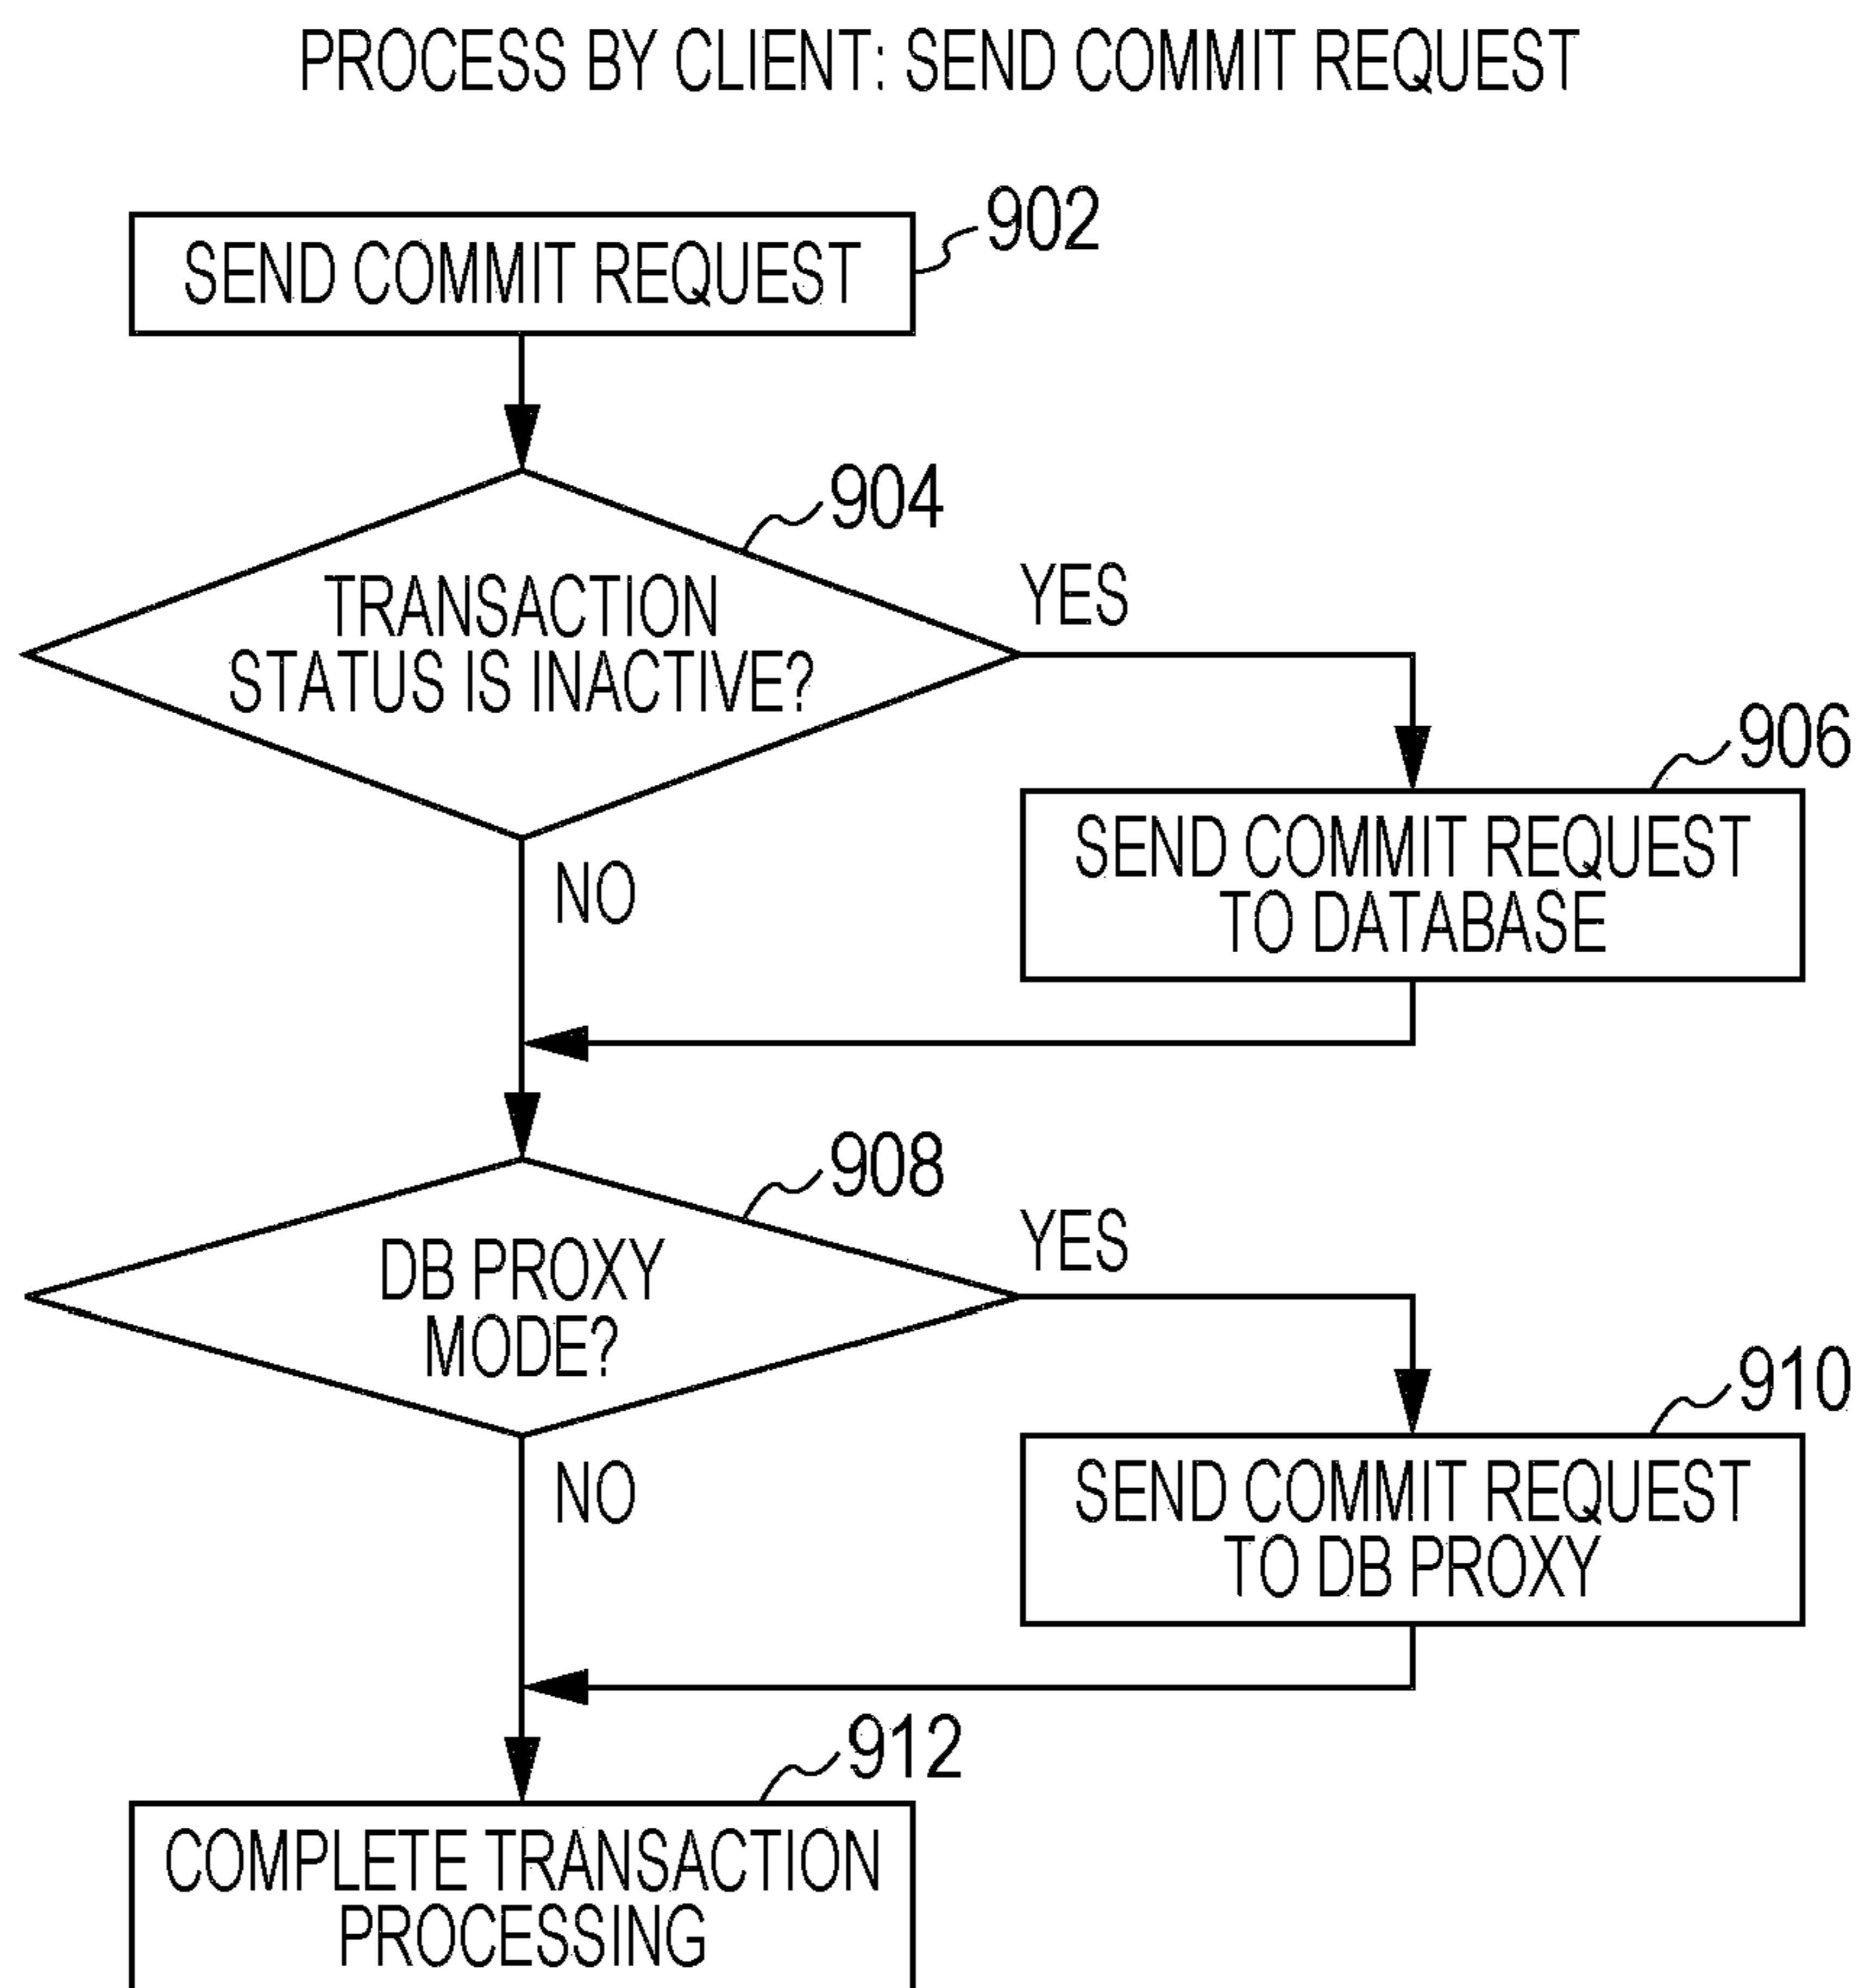 PROCESS BY CLIENT: SEND COMMIT REQUEST
902
SEND COMMIT REQUEST
904
TRANSACTION
STATUS IS INACTIVE?
YES
906
SEND COMMIT REQUEST
TO DATABASE
NO
908
DB PROXY
MODE?
YES
910
SEND COMMIT REQUEST
TO DB PROXY
NO
912
COMPLETE TRANSACTION
PROCESSING